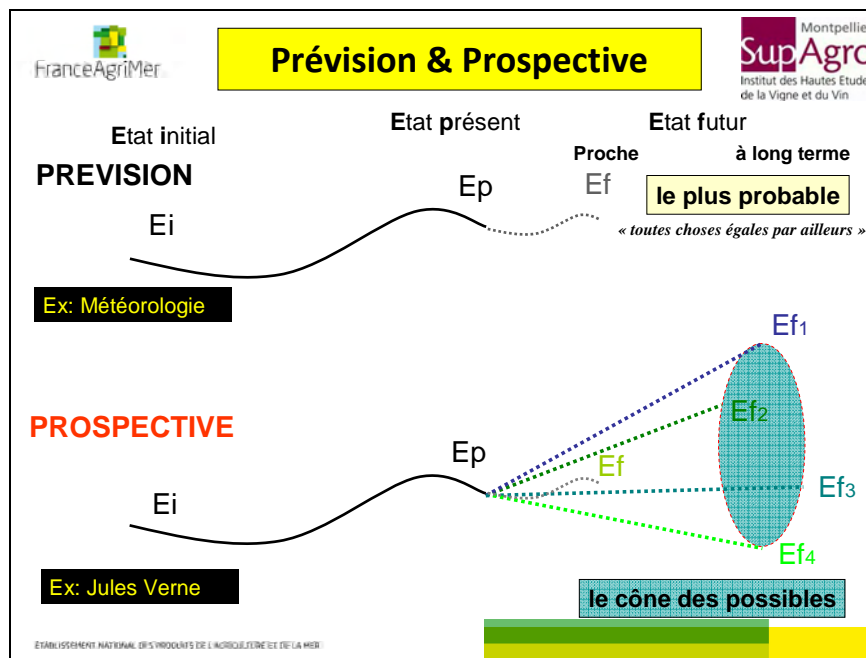 FranceAgriMer
Prévision & Prospective
Montpellier
SupAgro
Institut des Hautes Etude
de la Vigne et du Vin
Etat initial
Etat présent
Etat futur
Proche
à long terme
PREVISION
Ei
Ep
Ef
le plus probable
« toutes choses égales par ailleurs »
Ex: Météorologie
PROSPECTIVE
Ei
Ep
Ef
Ef1
Ef2
Ef3
Ef4
Ex: Jules Verne
le cône des possibles
ÉTABLISSEMENT NATIONAL DES PRODUITS DE L'AGRICULTURE ET DE LA MER